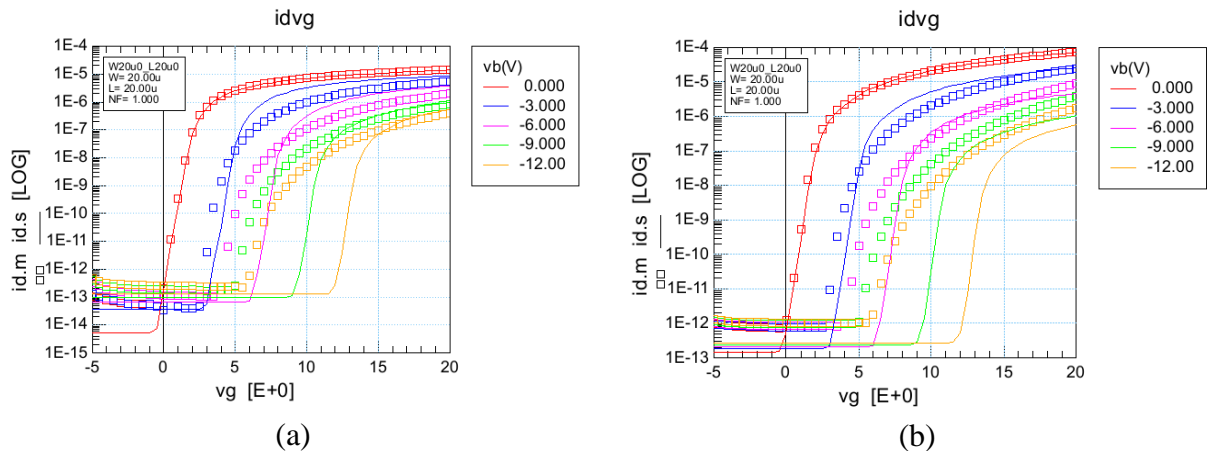 idvg
1E-4
1E-5
1E-6
1E-7
1E-8
1E-9
1E-10
1E-11
1E-12
1E-13
1E-14
1E-15
id.m id.s [LOG]
W20u0_L20u0
W= 20.00u
L= 20.00u
NF= 1.000
-5 0 5 10 15 20
vg [E+0]
vb(V)
0.000
-3.000
-6.000
-9.000
-12.00
(a)
idvg
1E-4
1E-5
1E-6
1E-7
1E-8
1E-9
1E-10
1E-11
1E-12
1E-13
id.m id.s [LOG]
W20u0_L20u0
W= 20.00u
L= 20.00u
NF= 1.000
-5 0 5 10 15 20
vg [E+0]
vb(V)
0.000
-3.000
-6.000
-9.000
-12.00
(b)